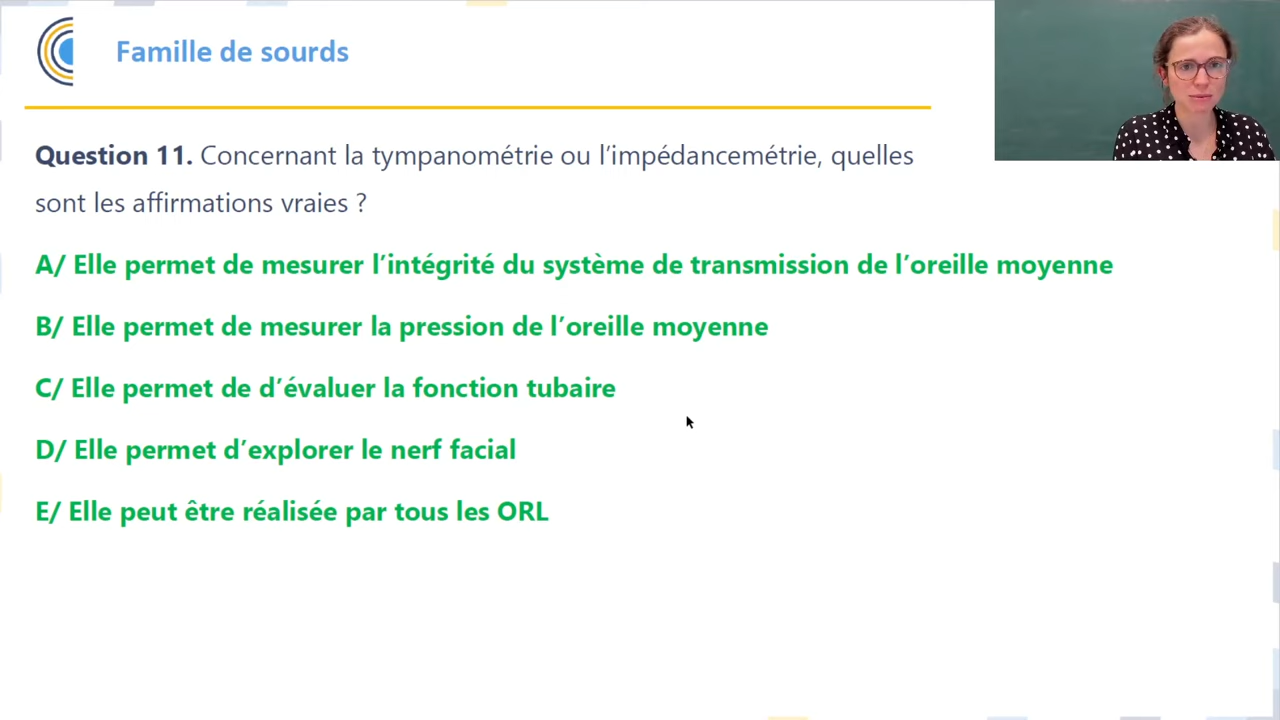 Famille de sourds
Question 11. Concernant la tympanométrie ou l’impédancemétrie, quelles
sont les affirmations vraies ?
A/ Elle permet de mesurer l’intégrité du système de transmission de l’oreille moyenne
B/ Elle permet de mesurer la pression de l’oreille moyenne
C/ Elle permet de d’évaluer la fonction tubaire
D/ Elle permet d’explorer le nerf facial
E/ Elle peut être réalisée par tous les ORL